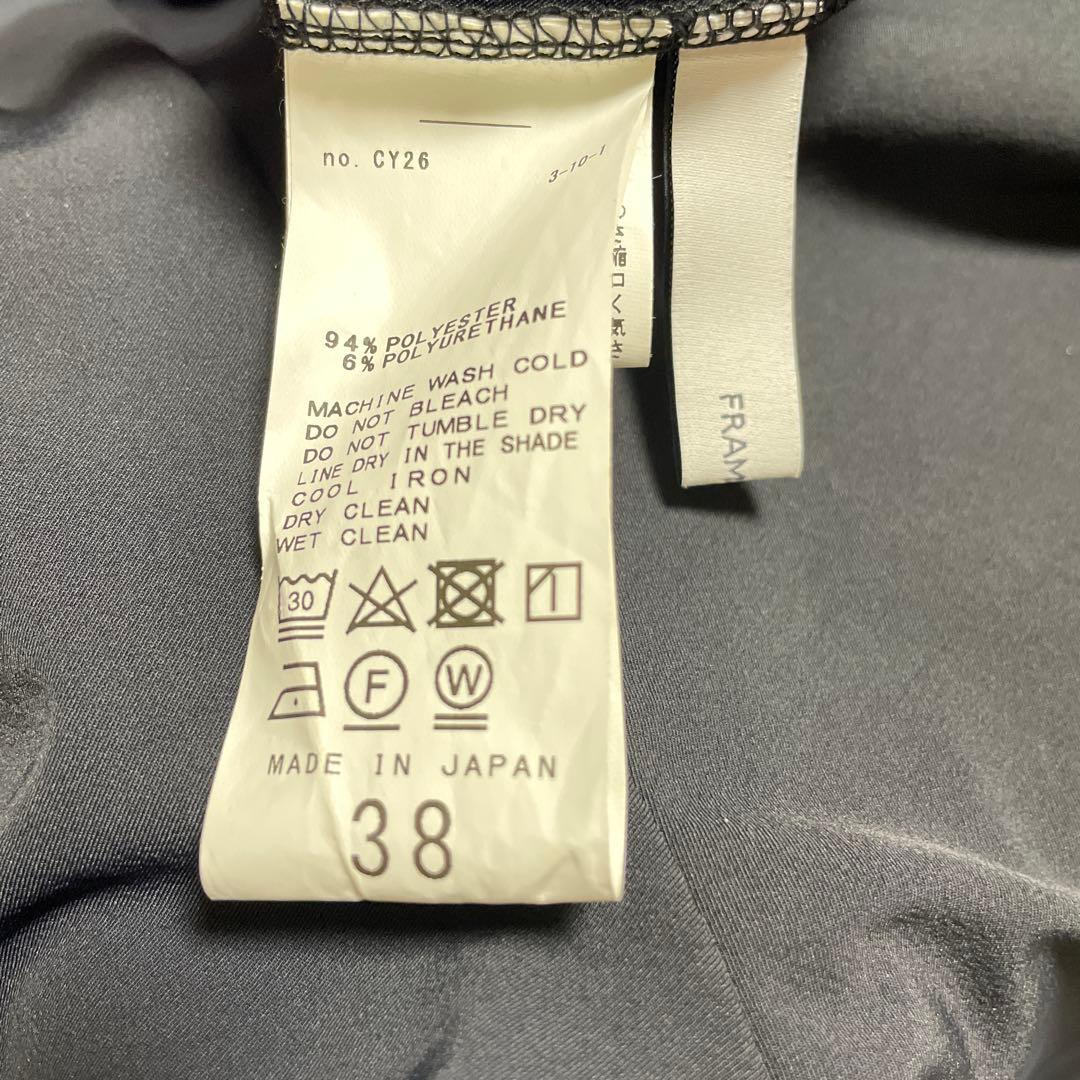 no. CY26
3-10-1
94% POLYESTER
6% POLYURETHANE
MACHINE WASH COLD
DO NOT BLEACH
DO NOT TUMBLE DRY
LINE DRY IN THE SHADE
COOL IRON
DRY CLEAN
WET CLEAN
30
F
W
MADE IN JAPAN
38
FRAM